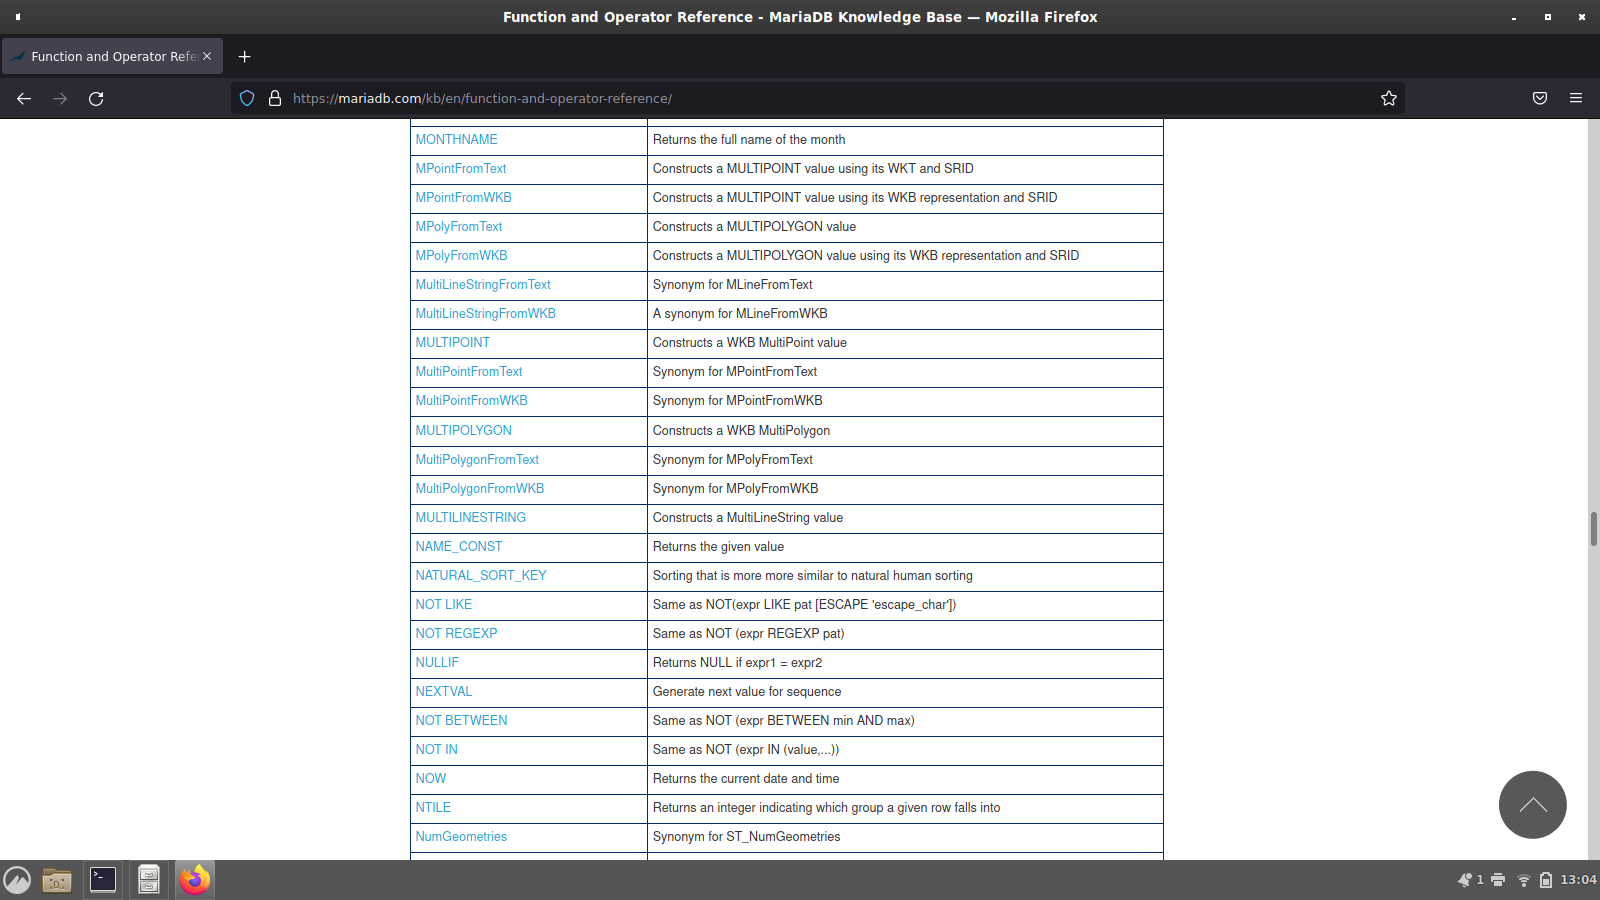 Function and Operator Reference - MariaDB Knowledge Base — Mozilla Firefox
Function and Operator Refe
https://mariadb.com/kb/en/function-and-operator-reference/
MONTHNAME Returns the full name of the month
MPointFromText Constructs a MULTIPOINT value using its WKT and SRID
MPointFromWKB Constructs a MULTIPOINT value using its WKB representation and SRID
MPolyFromText Constructs a MULTIPOLYGON value
MPolyFromWKB Constructs a MULTIPOLYGON value using its WKB representation and SRID
MultiLineStringFromText Synonym for MLineFromText
MultiLineStringFromWKB A synonym for MLineFromWKB
MULTIPOINT Constructs a WKB MultiPoint value
MultiPointFromText Synonym for MPointFromText
MultiPointFromWKB Synonym for MPointFromWKB
MULTIPOLYGON Constructs a WKB MultiPolygon
MultiPolygonFromText Synonym for MPolyFromText
MultiPolygonFromWKB Synonym for MPolyFromWKB
MULTILINESTRING Constructs a MultiLineString value
NAME_CONST Returns the given value
NATURAL_SORT_KEY Sorting that is more more similar to natural human sorting
NOT LIKE Same as NOT(expr LIKE pat [ESCAPE 'escape_char'])
NOT REGEXP Same as NOT (expr REGEXP pat)
NULLIF Returns NULL if expr1 = expr2
NEXTVAL Generate next value for sequence
NOT BETWEEN Same as NOT (expr BETWEEN min AND max)
NOT IN Same as NOT (expr IN (value,...))
NOW Returns the current date and time
NTILE Returns an integer indicating which group a given row falls into
NumGeometries Synonym for ST_NumGeometries
1 13:04